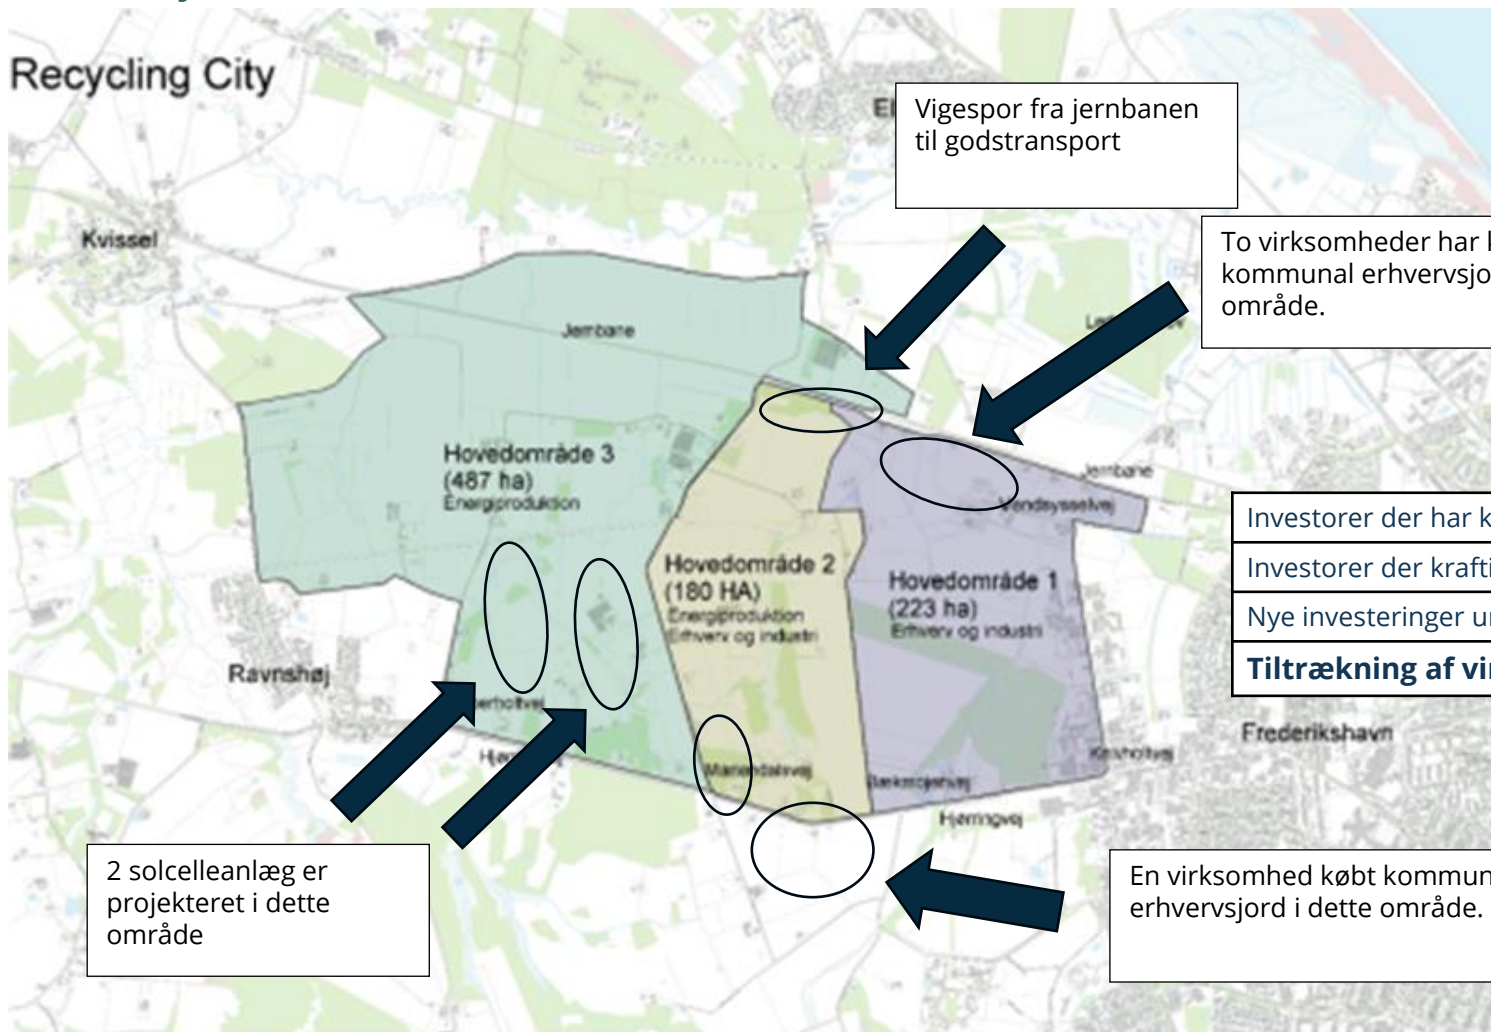 Recycling City
Vigespor fra jernbanen
til godstransport
To virksomheder har
kommunal erhvervsjo
område.
Kvissel
Jernbane
Hovedområde 3
(487 ha)
Energiproduktion
Jernbane
Vendsysselvej
Investorer der har k
Investorer der krafti
Nye investeringer u
Tiltrækning af vi
Hovedområde 2
(180 HA)
Energiproduktion
Erhverv og industri
Hovedområde 1
(223 ha)
Erhverv og industri
Ravnshøj
Frederikshavn
Mariendalsvej
Knivholtvej
Hjørringvej
2 solcelleanlæg er
projekteret i dette
område
En virksomhed købt kommun
erhvervsjord i dette område.